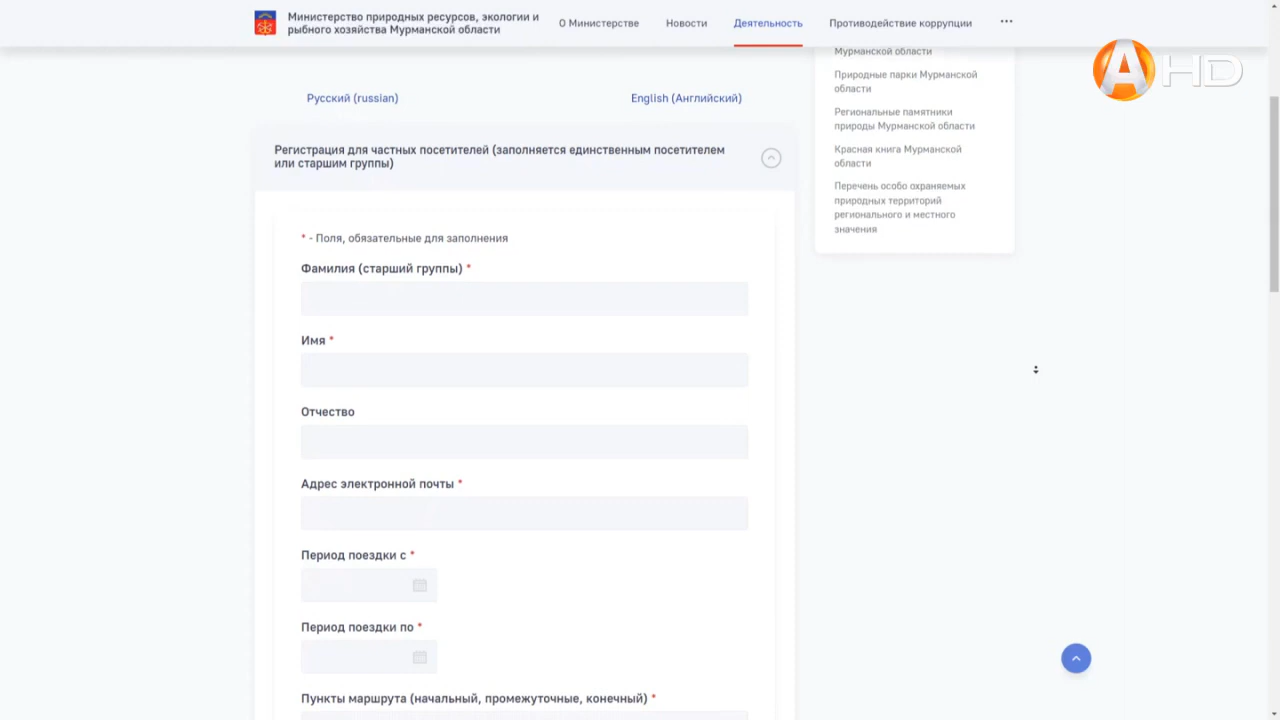 Министерство природных ресурсов, экологии и
рыбного хозяйства Мурманской области
О Министерстве
Новости
Деятельность
Противодействие коррупции
Мурманской области
Природные парки Мурманской
области
Региональные памятники
природы Мурманской области
Красная книга Мурманской
области
Перечень особо охраняемых
природных территорий
регионального и местного
значения
Русский (russian)
English (Английский)
Регистрация для частных посетителей (заполняется единственным посетителем
или старшим группы)
* - Поля, обязательные для заполнения
Фамилия (старший группы) *
Имя *
Отчество
Адрес электронной почты *
Период поездки с *
Период поездки по *
Пункты маршрута (начальный, промежуточные, конечный) *
А HD